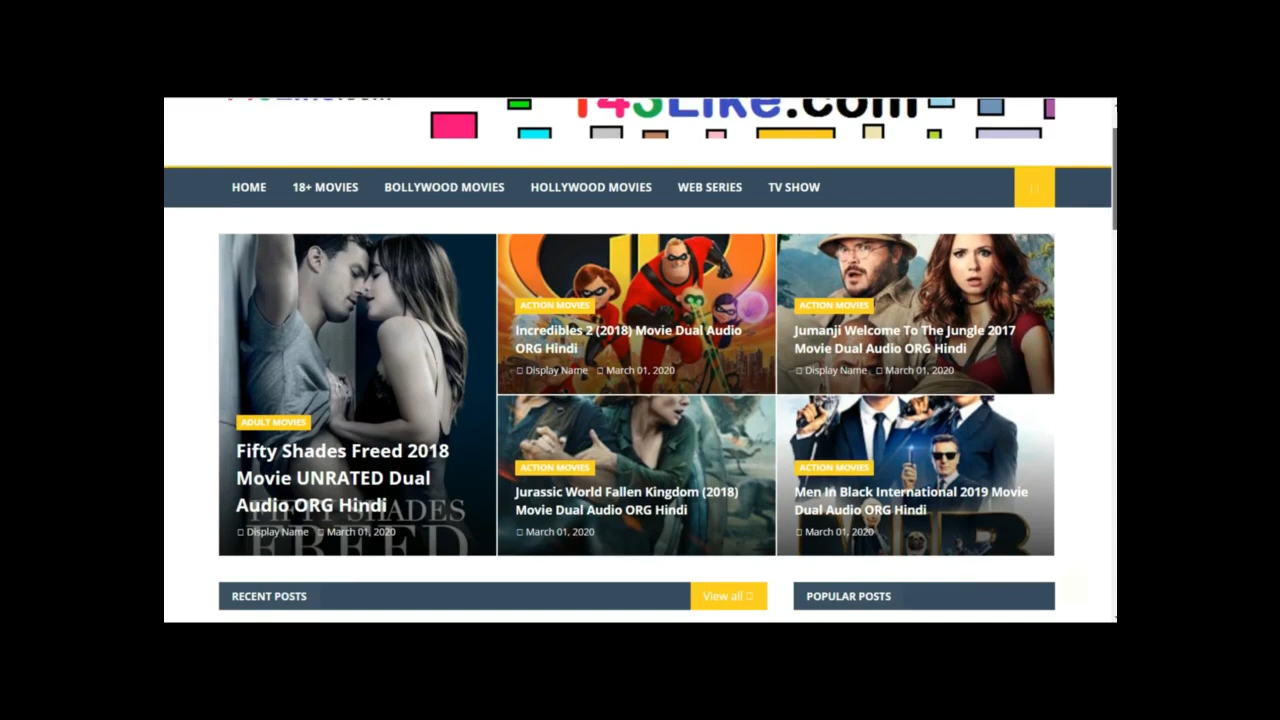 143Like.com
HOME 18+ MOVIES BOLLYWOOD MOVIES HOLLYWOOD MOVIES WEB SERIES TV SHOW
ADULT MOVIES
Fifty Shades Freed 2018
Movie UNRATED Dual
Audio ORG Hindi
Display Name March 01, 2020
FIFTY SHADES
FREED
ACTION MOVIES
Incredibles 2 (2018) Movie Dual Audio
ORG Hindi
Display Name March 01, 2020
ACTION MOVIES
Jumanji Welcome To The Jungle 2017
Movie Dual Audio ORG Hindi
Display Name March 01, 2020
ACTION MOVIES
Jurassic World Fallen Kingdom (2018)
Movie Dual Audio ORG Hindi
March 01, 2020
ACTION MOVIES
Men In Black International 2019 Movie
Dual Audio ORG Hindi
March 01, 2020
RECENT POSTS View all
POPULAR POSTS